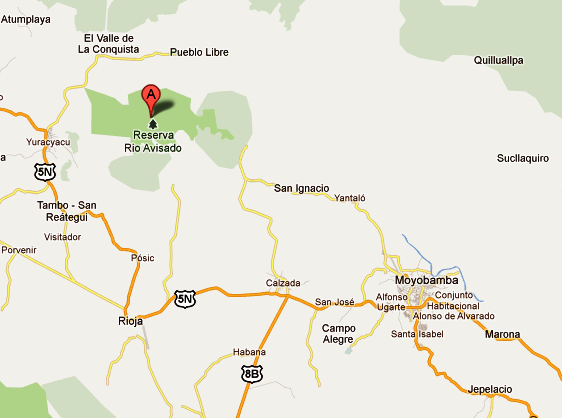 Atumplaya
El Valle de
La Conquista
Pueblo Libre
Quilluallpa
A
Reserva
Rio Avisado
Yuracyacu
5N
Sucllaquiro
San Ignacio
Yantaló
Tambo - San
Reátegui
Visitador
Porvenir
Pósic
Calzada
Moyobamba
5N
San José
Alfonso
Ugarte
Conjunto
Habitacional
Alonso de Alvarado
Rioja
Campo
Alegre
Santa Isabel
Marona
Habana
8B
Jepelacio